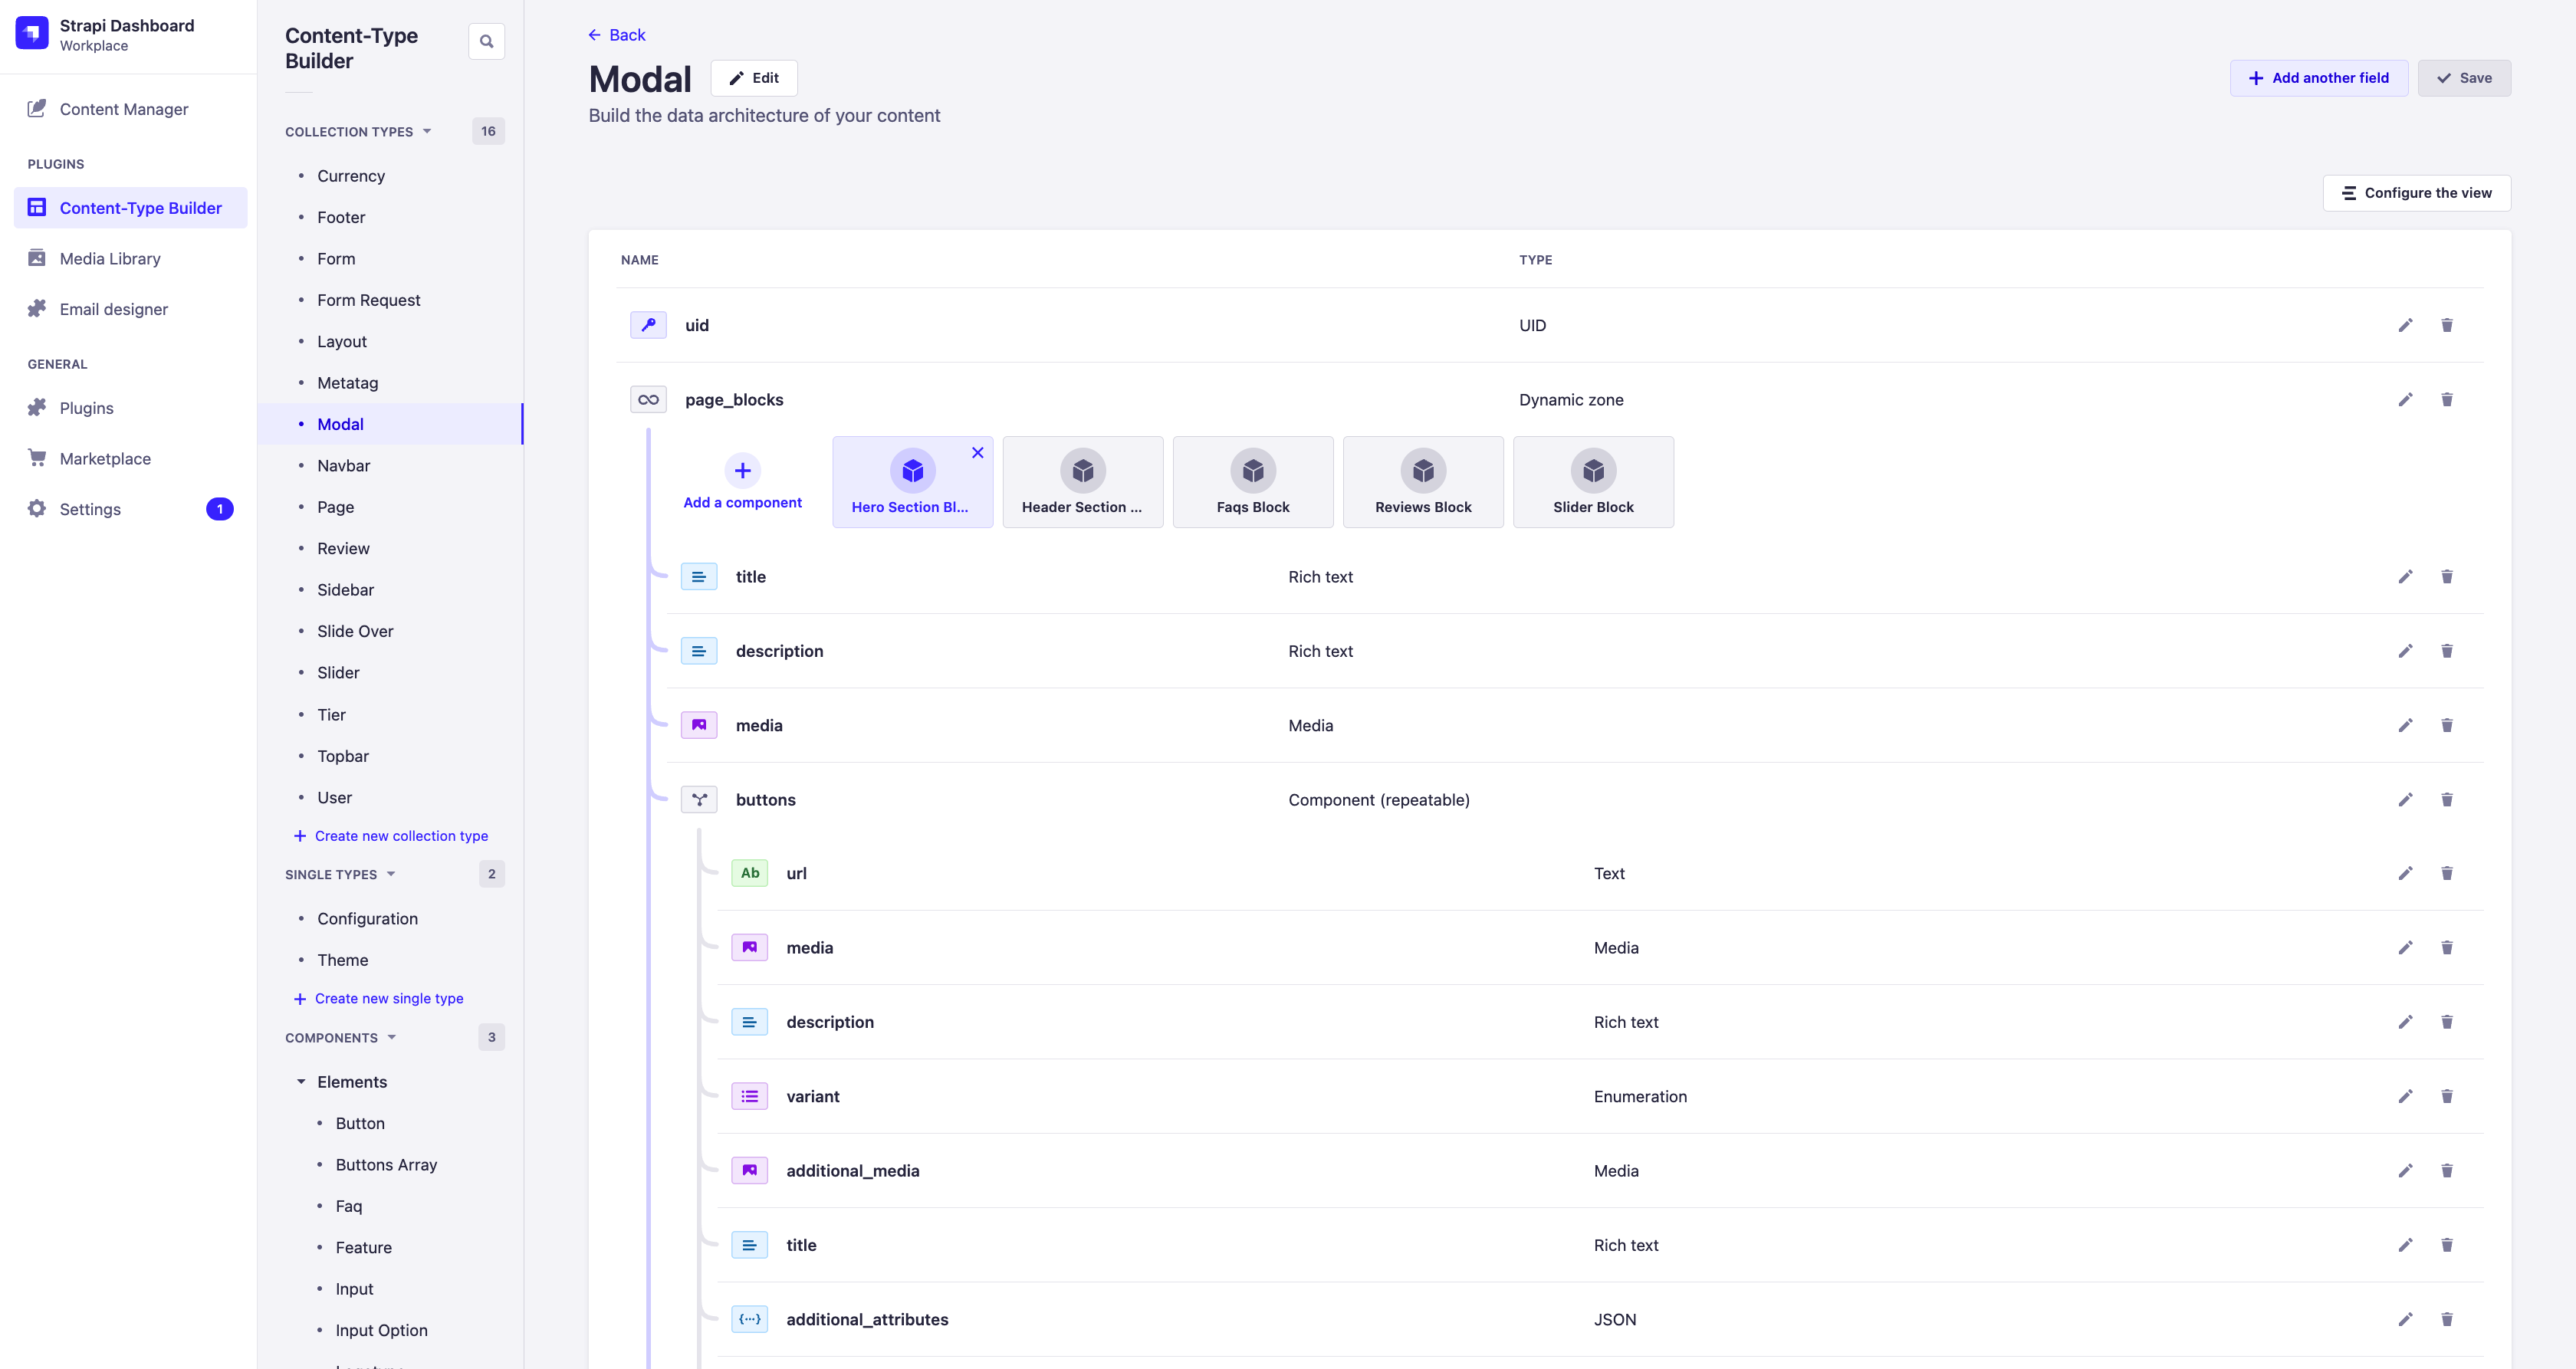 Strapi Dashboard
Workplace
Content Manager
PLUGINS
Content-Type Builder
Media Library
Email designer
GENERAL
Plugins
Marketplace
Settings
1
Content-Type
Builder
COLLECTION TYPES
16
Currency
Footer
Form
Form Request
Layout
Metatag
Modal
Navbar
Page
Review
Sidebar
Slide Over
Slider
Tier
Topbar
User
Create new collection type
SINGLE TYPES
2
Configuration
Theme
Create new single type
COMPONENTS
3
Elements
Button
Buttons Array
Faq
Feature
Input
Input Option
Back
Modal
Edit
Build the data architecture of your content
Add another field
Save
Configure the view
NAME TYPE
uid UID
page_blocks Dynamic zone
Add a component
Hero Section Bl...
Header Section ...
Faqs Block
Reviews Block
Slider Block
title Rich text
description Rich text
media Media
buttons Component (repeatable)
Ab url Text
media Media
description Rich text
variant Enumeration
additional_media Media
title Rich text
{...} additional_attributes JSON